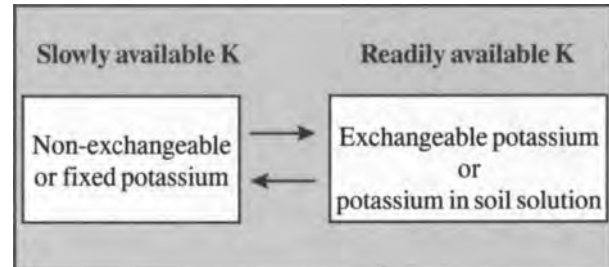 Slowly available K
Readily available K
Non-exchangeable
or fixed potassium
Exchangeable potassium
or
potassium in soil solution